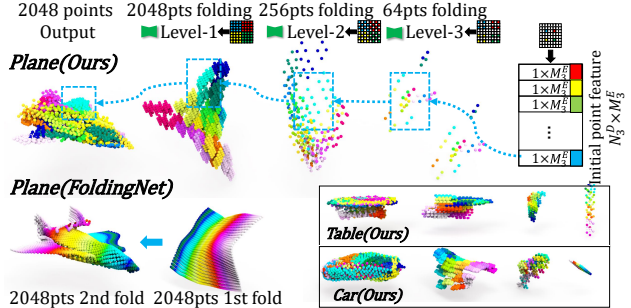 2048 points 2048pts folding 256pts folding 64pts folding
Output Level-1 Level-2 Level-3
Plane(Ours)
1×M₃ᴱ
1×M₃ᴱ
1×M₃ᴱ
⋮
1×M₃ᴱ
Initial point feature
N₃ᴰ×M₃ᴱ
Plane(FoldingNet)
Table(Ours)
Car(Ours)
2048pts 2nd fold 2048pts 1st fold